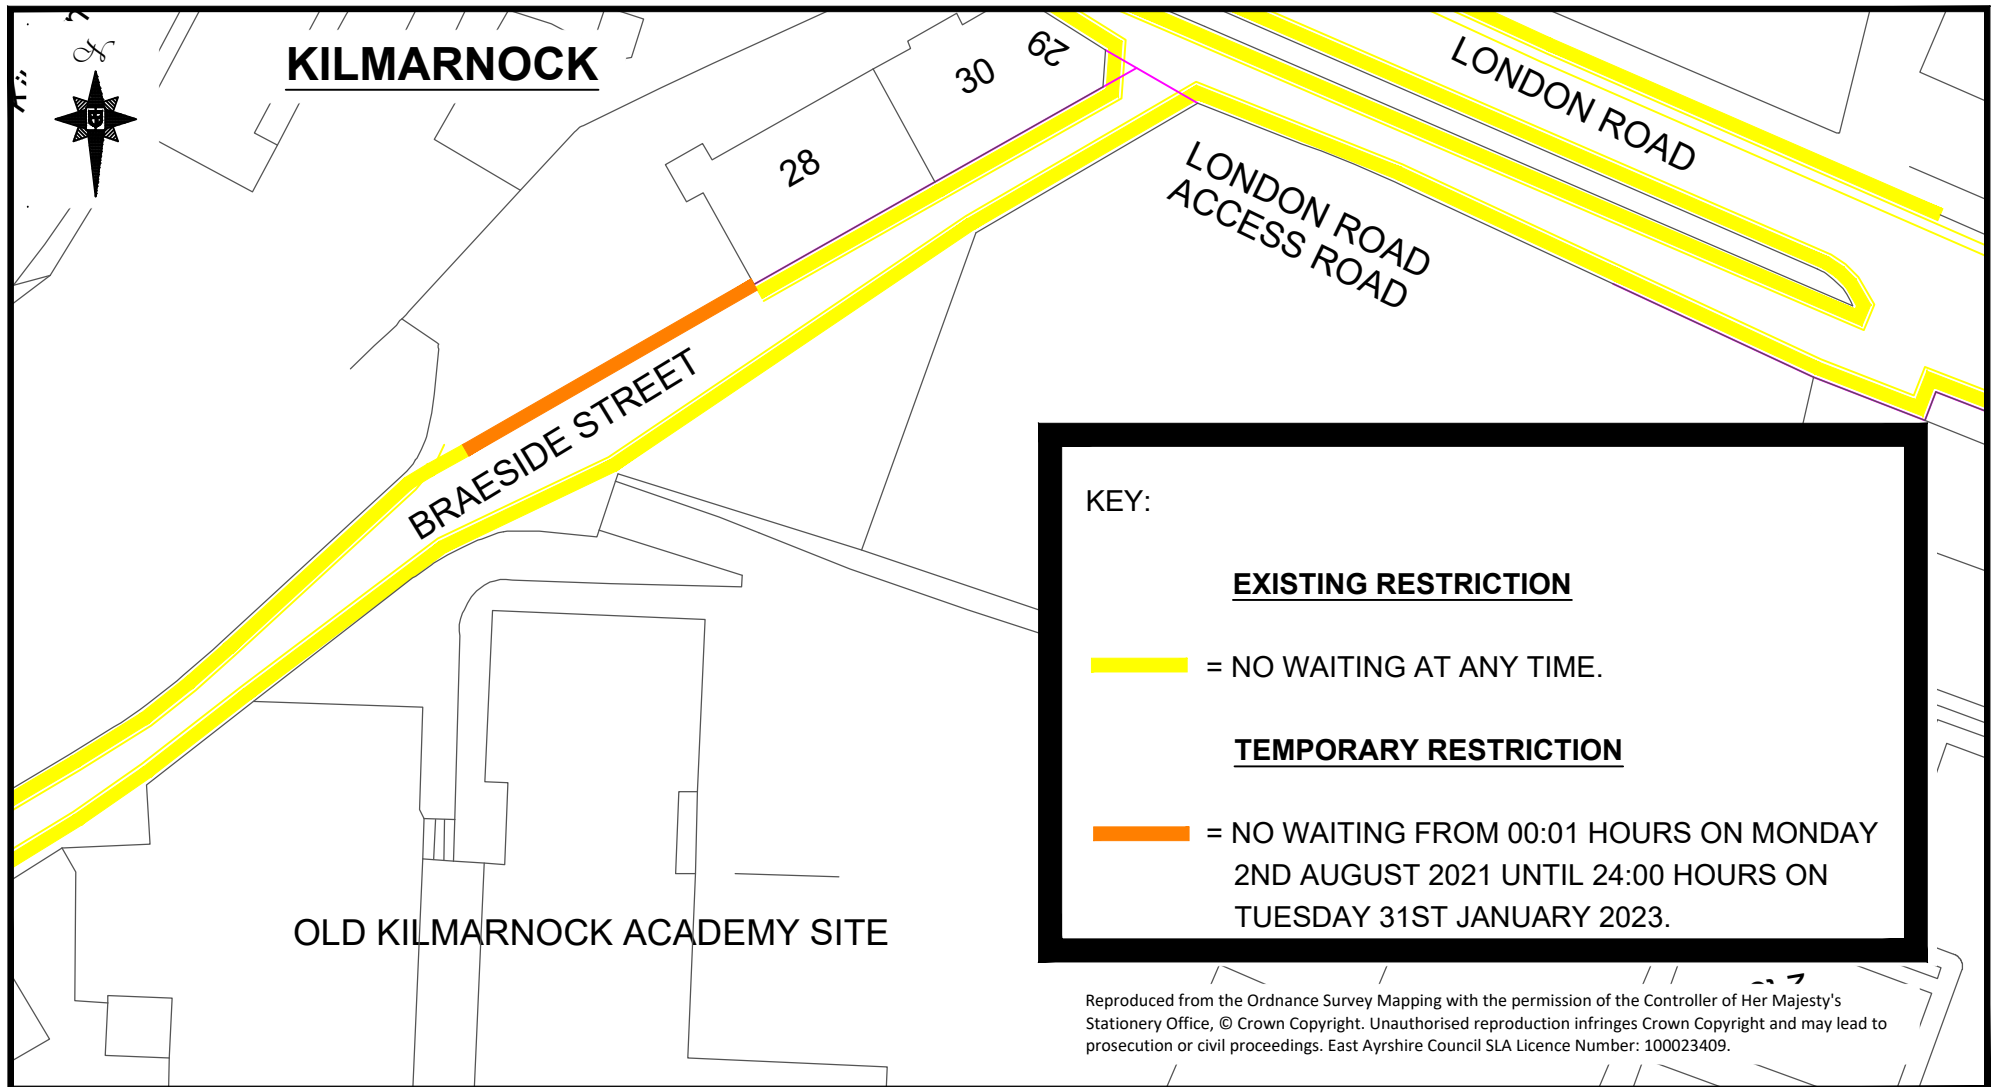 KILMARNOCK
N
29
30
28
LONDON ROAD
LONDON ROAD
ACCESS ROAD
BRAESIDE STREET
KEY:
EXISTING RESTRICTION
= NO WAITING AT ANY TIME.
TEMPORARY RESTRICTION
= NO WAITING FROM 00:01 HOURS ON MONDAY
2ND AUGUST 2021 UNTIL 24:00 HOURS ON
TUESDAY 31ST JANUARY 2023.
OLD KILMARNOCK ACADEMY SITE
Reproduced from the Ordnance Survey Mapping with the permission of the Controller of Her Majesty's
Stationery Office, © Crown Copyright. Unauthorised reproduction infringes Crown Copyright and may lead to
prosecution or civil proceedings. East Ayrshire Council SLA Licence Number: 100023409.